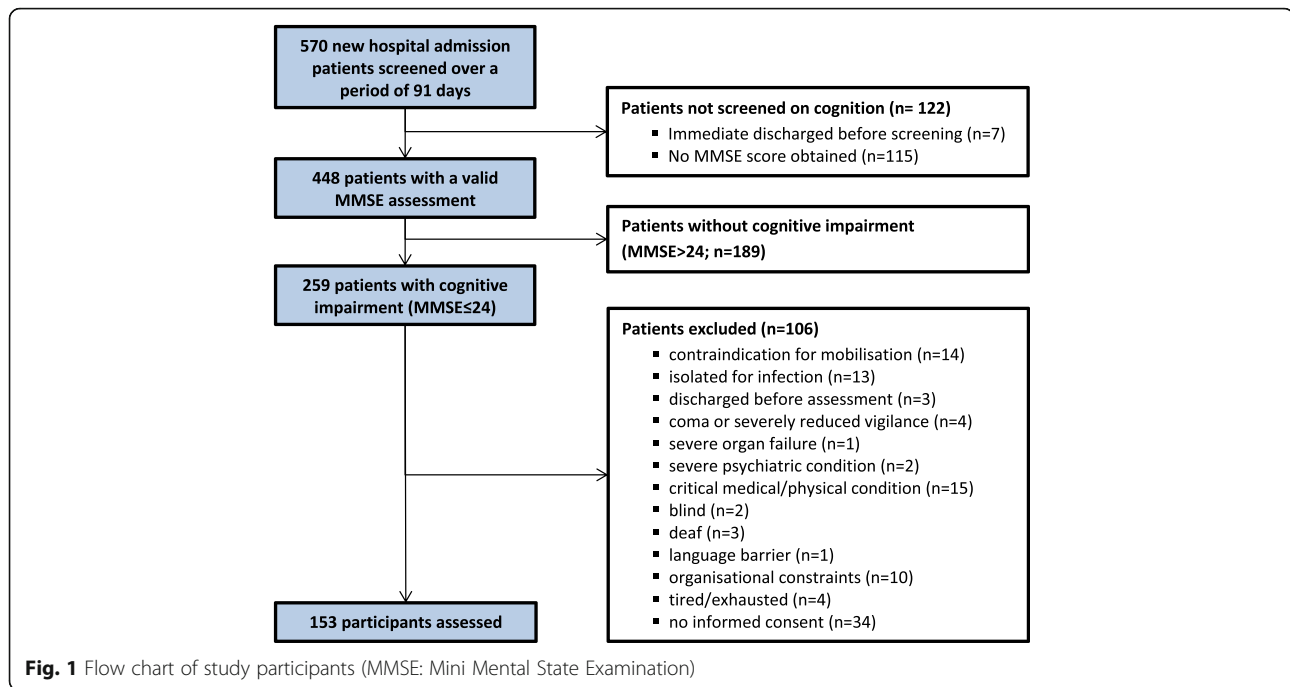 570 new hospital admission
patients screened over a
period of 91 days
Patients not screened on cognition (n= 122)
▪ Immediate discharged before screening (n=7)
▪ No MMSE score obtained (n=115)
448 patients with a valid
MMSE assessment
Patients without cognitive impairment
(MMSE>24; n=189)
259 patients with cognitive
impairment (MMSE≤24)
Patients excluded (n=106)
▪ contraindication for mobilisation (n=14)
▪ isolated for infection (n=13)
▪ discharged before assessment (n=3)
▪ coma or severely reduced vigilance (n=4)
▪ severe organ failure (n=1)
▪ severe psychiatric condition (n=2)
▪ critical medical/physical condition (n=15)
▪ blind (n=2)
▪ deaf (n=3)
▪ language barrier (n=1)
▪ organisational constraints (n=10)
▪ tired/exhausted (n=4)
▪ no informed consent (n=34)
153 participants assessed
Fig. 1 Flow chart of study participants (MMSE: Mini Mental State Examination)